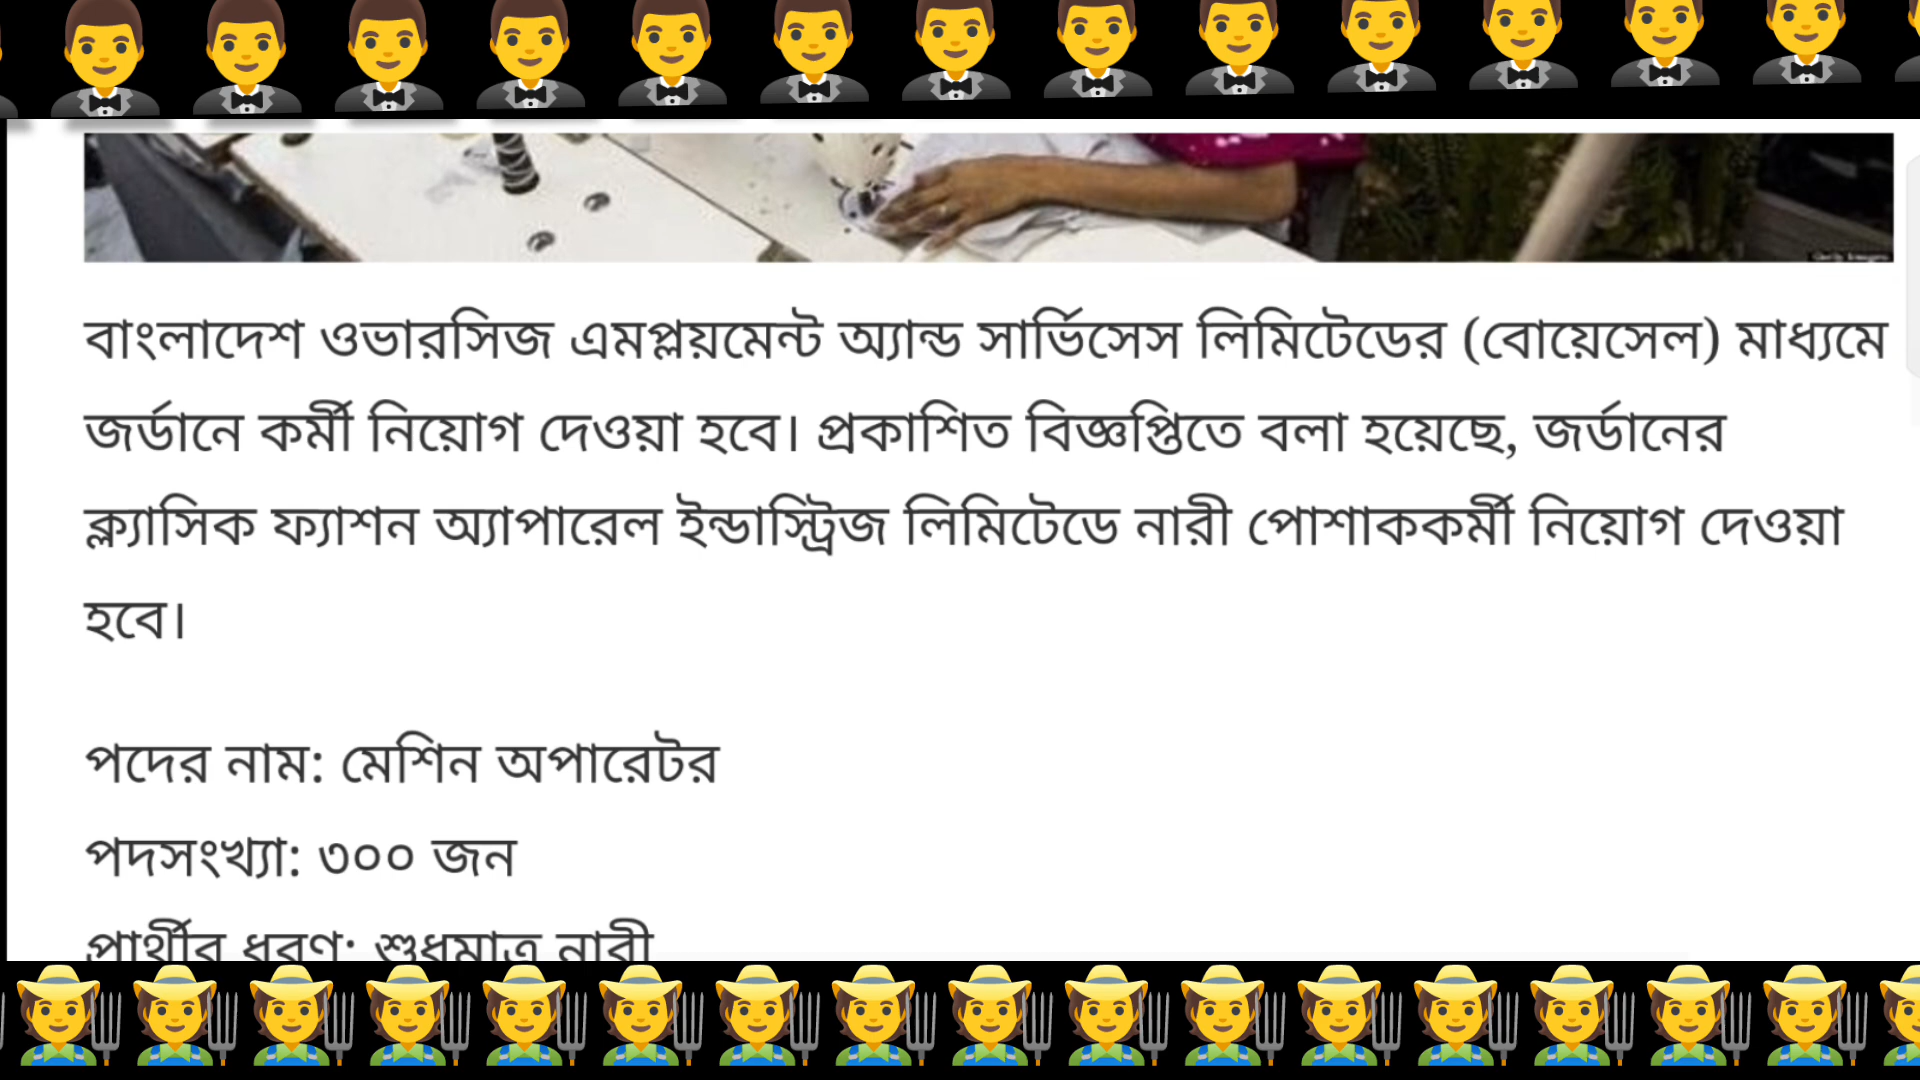 বাংলাদেশ ওভারসিজ এমপ্লয়মেন্ট অ্যান্ড সার্ভিসেস লিমিটেডের (বোয়েসেল) মাধ্যমে
জর্ডানে কর্মী নিয়োগ দেওয়া হবে। প্রকাশিত বিজ্ঞপ্তিতে বলা হয়েছে, জর্ডানের
ক্ল্যাসিক ফ্যাশন অ্যাপারেল ইন্ডাস্ট্রিজ লিমিটেডে নারী পোশাককর্মী নিয়োগ দেওয়া
হবে।
পদের নাম: মেশিন অপারেটর
পদসংখ্যা: ৩০০ জন
প্রার্থীর ধরণ: শুধুমাত্র নারী